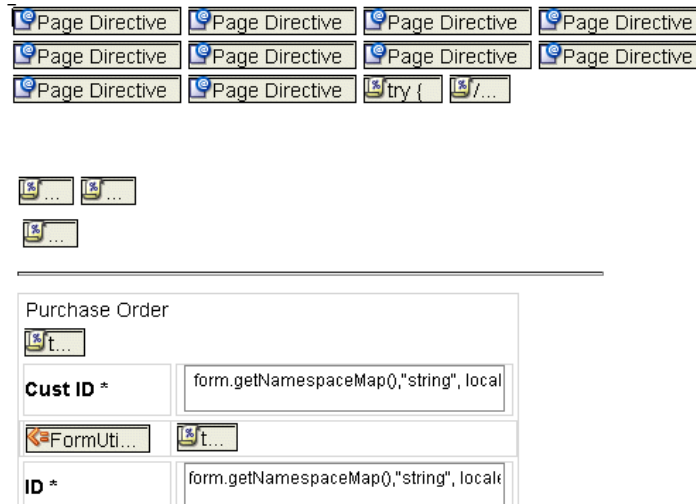 Page Directive Page Directive Page Directive Page Directive
Page Directive Page Directive Page Directive Page Directive
Page Directive Page Directive try { /...
... ...
...
Purchase Order
t...
Cust ID * form.getNamespaceMap(),"string", local
FormUti... t...
ID * form.getNamespaceMap(),"string", locale